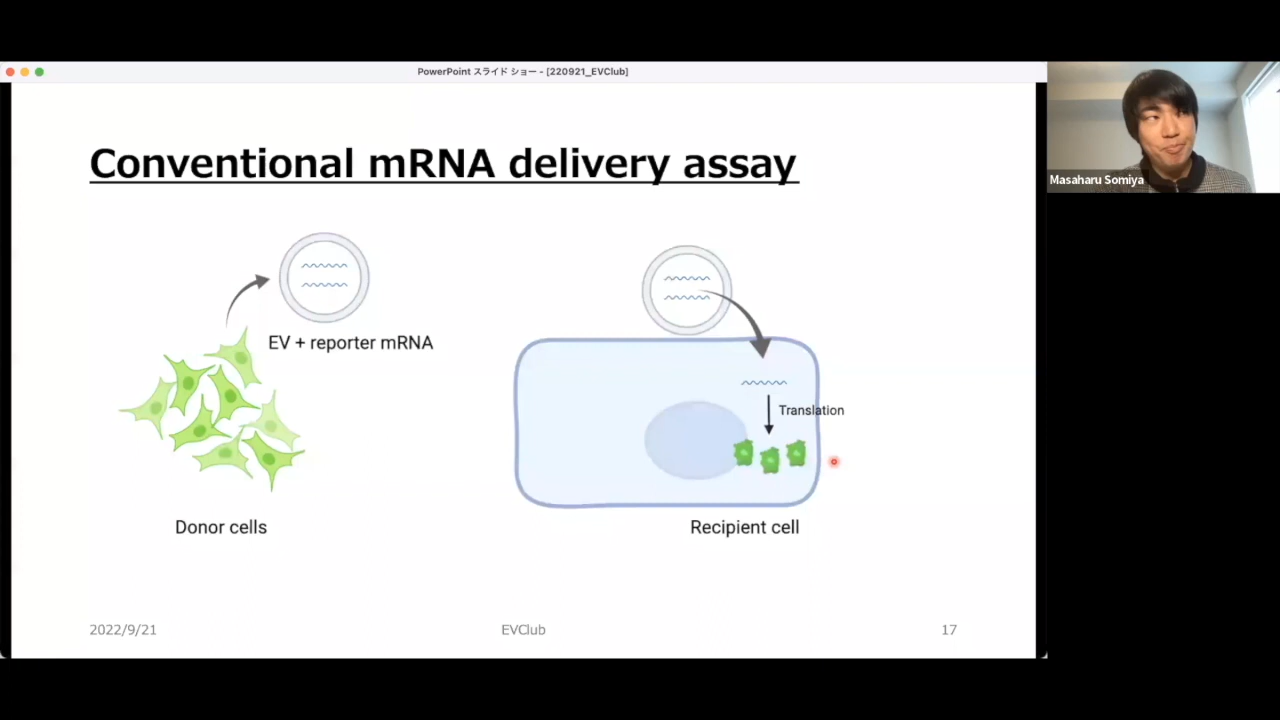 PowerPoint スライド ショー - [220921_EVClub]
Masaharu Somiya
Conventional mRNA delivery assay
EV + reporter mRNA
Translation
Donor cells
Recipient cell
2022/9/21
EVClub
17